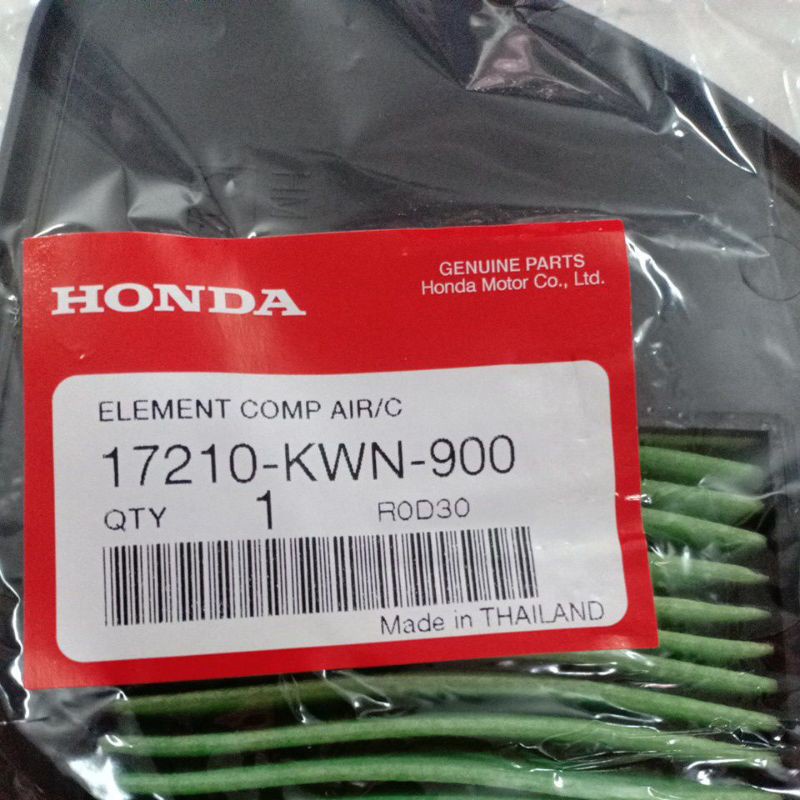 HONDA
GENUINE PARTS
Honda Motor Co., Ltd.
ELEMENT COMP AIR/C
17210-KWN-900
QTY 1 R0D30
Made in THAILAND